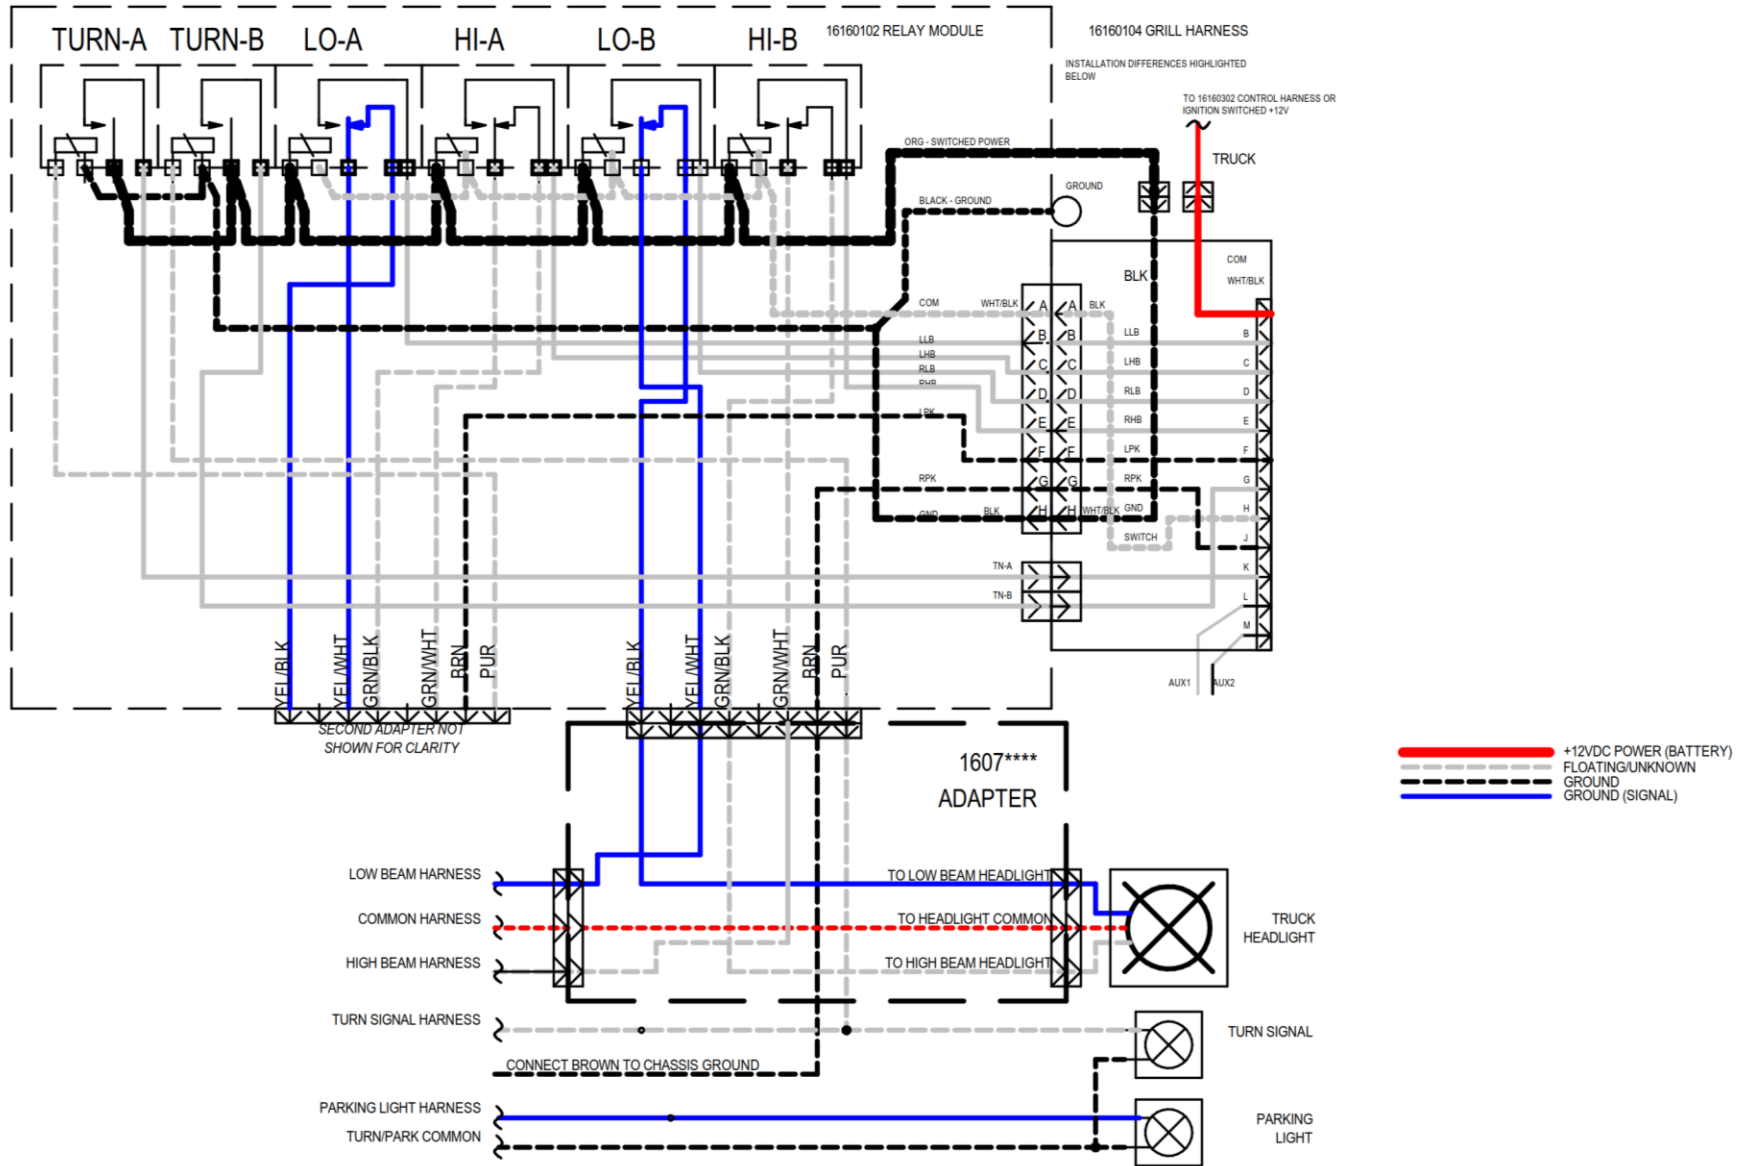 TURN-A TURN-B LO-A HI-A LO-B HI-B
16160102 RELAY MODULE
16160104 GRILL HARNESS
INSTALLATION DIFFERENCES HIGHLIGHTED
BELOW
TO 16160302 CONTROL HARNESS OR
IGNITION SWITCHED +12V
TRUCK
ORG - SWITCHED POWER
GROUND
BLACK - GROUND
BLK
COM
WHT/BLK
COM WHT/BLK A A BLK
LLB B B LLB B
LHB C C LHB C
RLB D D RLB D
RHB E E RHB E
LPK F F LPK F
RPK G G RPK G
GND BLK H H WHT/BLK GND H
SWITCH J
TN-A K
TN-B L
M
AUX1 AUX2
YEL/BLK YEL/WHT GRN/BLK GRN/WHT BRN PUR
YEL/BLK YEL/WHT GRN/BLK GRN/WHT BRN PUR
SECOND ADAPTER NOT
SHOWN FOR CLARITY
1607****
ADAPTER
+12VDC POWER (BATTERY)
FLOATING/UNKNOWN
GROUND
GROUND (SIGNAL)
LOW BEAM HARNESS TO LOW BEAM HEADLIGHT
COMMON HARNESS TO HEADLIGHT COMMON
HIGH BEAM HARNESS TO HIGH BEAM HEADLIGHT
TRUCK
HEADLIGHT
TURN SIGNAL HARNESS TURN SIGNAL
CONNECT BROWN TO CHASSIS GROUND
PARKING LIGHT HARNESS
TURN/PARK COMMON
PARKING
LIGHT